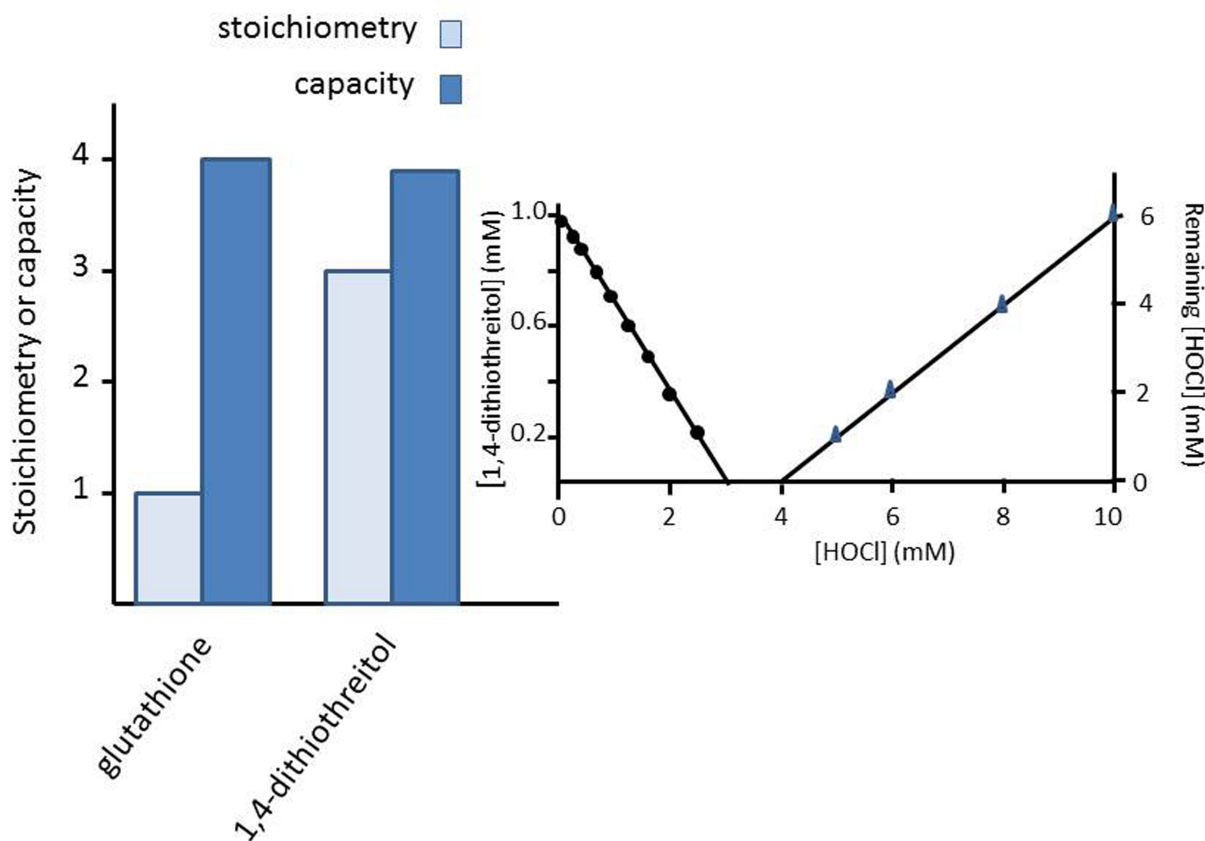 stoichiometry
capacity
Stoichiometry or capacity
4
3
2
1
glutathione
1,4-dithiothreitol
[1,4-dithiothreitol] (mM)
1.0
0.6
0.2
0
2
4
6
8
10
[HOCl] (mM)
6
4
2
0
Remaining
[HOCl] (mM)